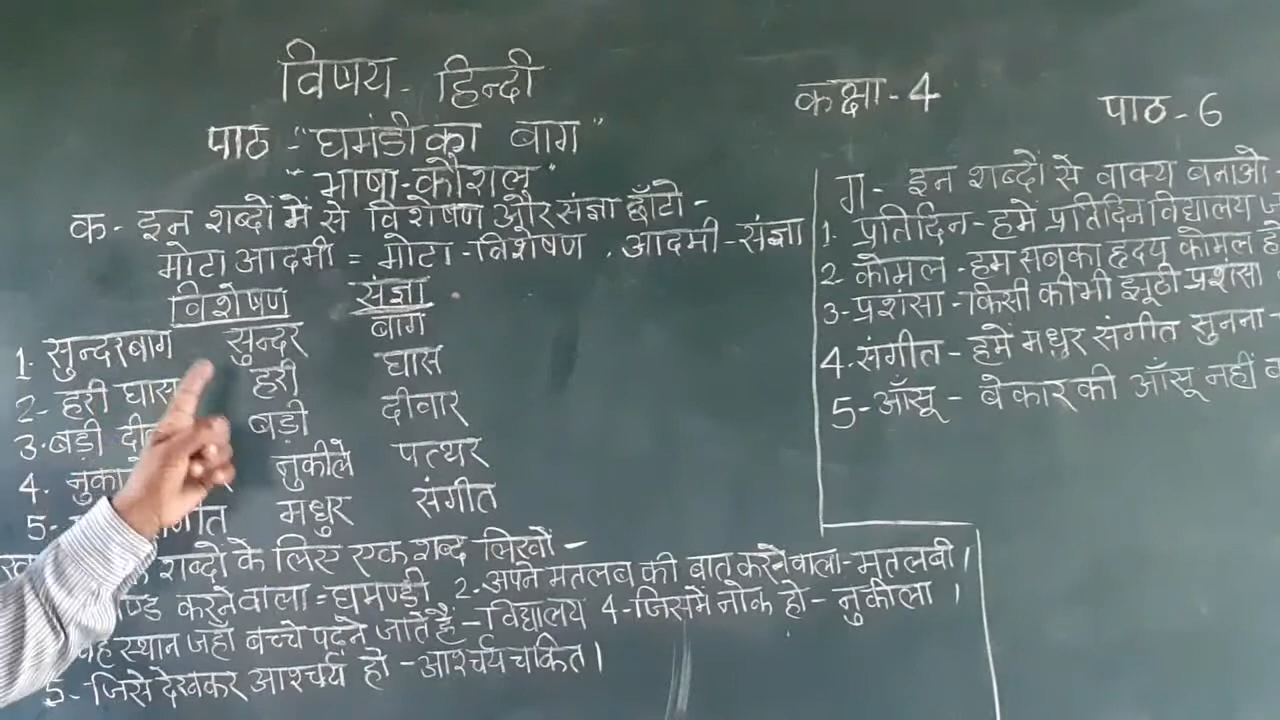 विषय - हिन्दी
कक्षा - 4
पाठ - 6
पाठ - "घमंडी का बाग"
"भाषा-कौशल"
क - इन शब्दों में से विशेषण और संज्ञा छाँटो -
मोटा आदमी = मोटा - विशेषण , आदमी - संज्ञा
विशेषण संज्ञा
1. सुन्दर बाग सुन्दर बाग
2- हरी घास हरी घास
3. बड़ी बड़ी दीवार
4. नुकीले पत्थर
5- मधुर संगीत
शब्दों के लिए एक शब्द लिखों -
करने वाला = घमण्डी 2- अपने मतलब की बात करने वाला - मतलबी।
वह स्थान जहाँ बच्चे पढ़ने जाते है - विद्यालय 4- जिसमें नोक हो - नुकीला ।
5- जिसे देखकर आश्चर्य हो - आश्चर्यचकित।
ग - इन शब्दों से वाक्य बनाओ -
1. प्रतिदिन - हमें प्रतिदिन विद्यालय
2. कोमल - हम सबका हृदय कोमल
3- प्रशंसा - किसी की भी झूठी प्रशंसा
4. संगीत - हमें मधुर संगीत सुनना
5- आँसू - बेकार की आँसू नहीं